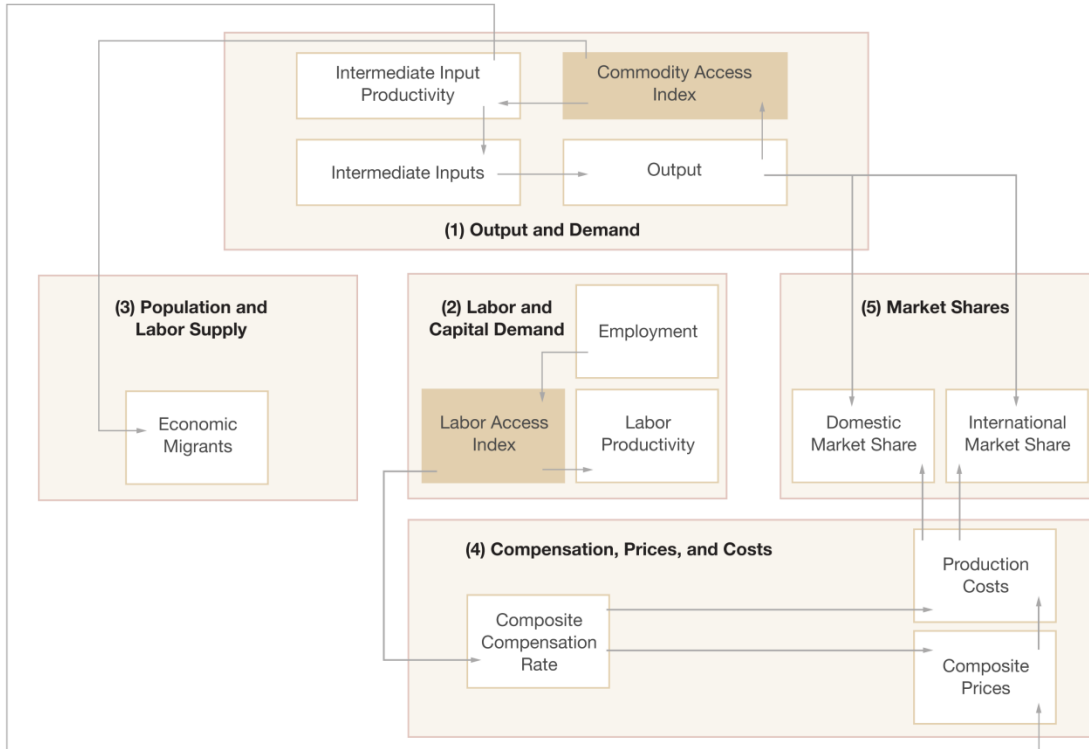 Intermediate Input
Productivity
Commodity Access
Index
Intermediate Inputs
Output
(1) Output and Demand
(3) Population and
Labor Supply
Economic
Migrants
(2) Labor and
Capital Demand
Employment
Labor Access
Index
Labor
Productivity
(5) Market Shares
Domestic
Market Share
International
Market Share
(4) Compensation, Prices, and Costs
Production
Costs
Composite
Compensation
Rate
Composite
Prices